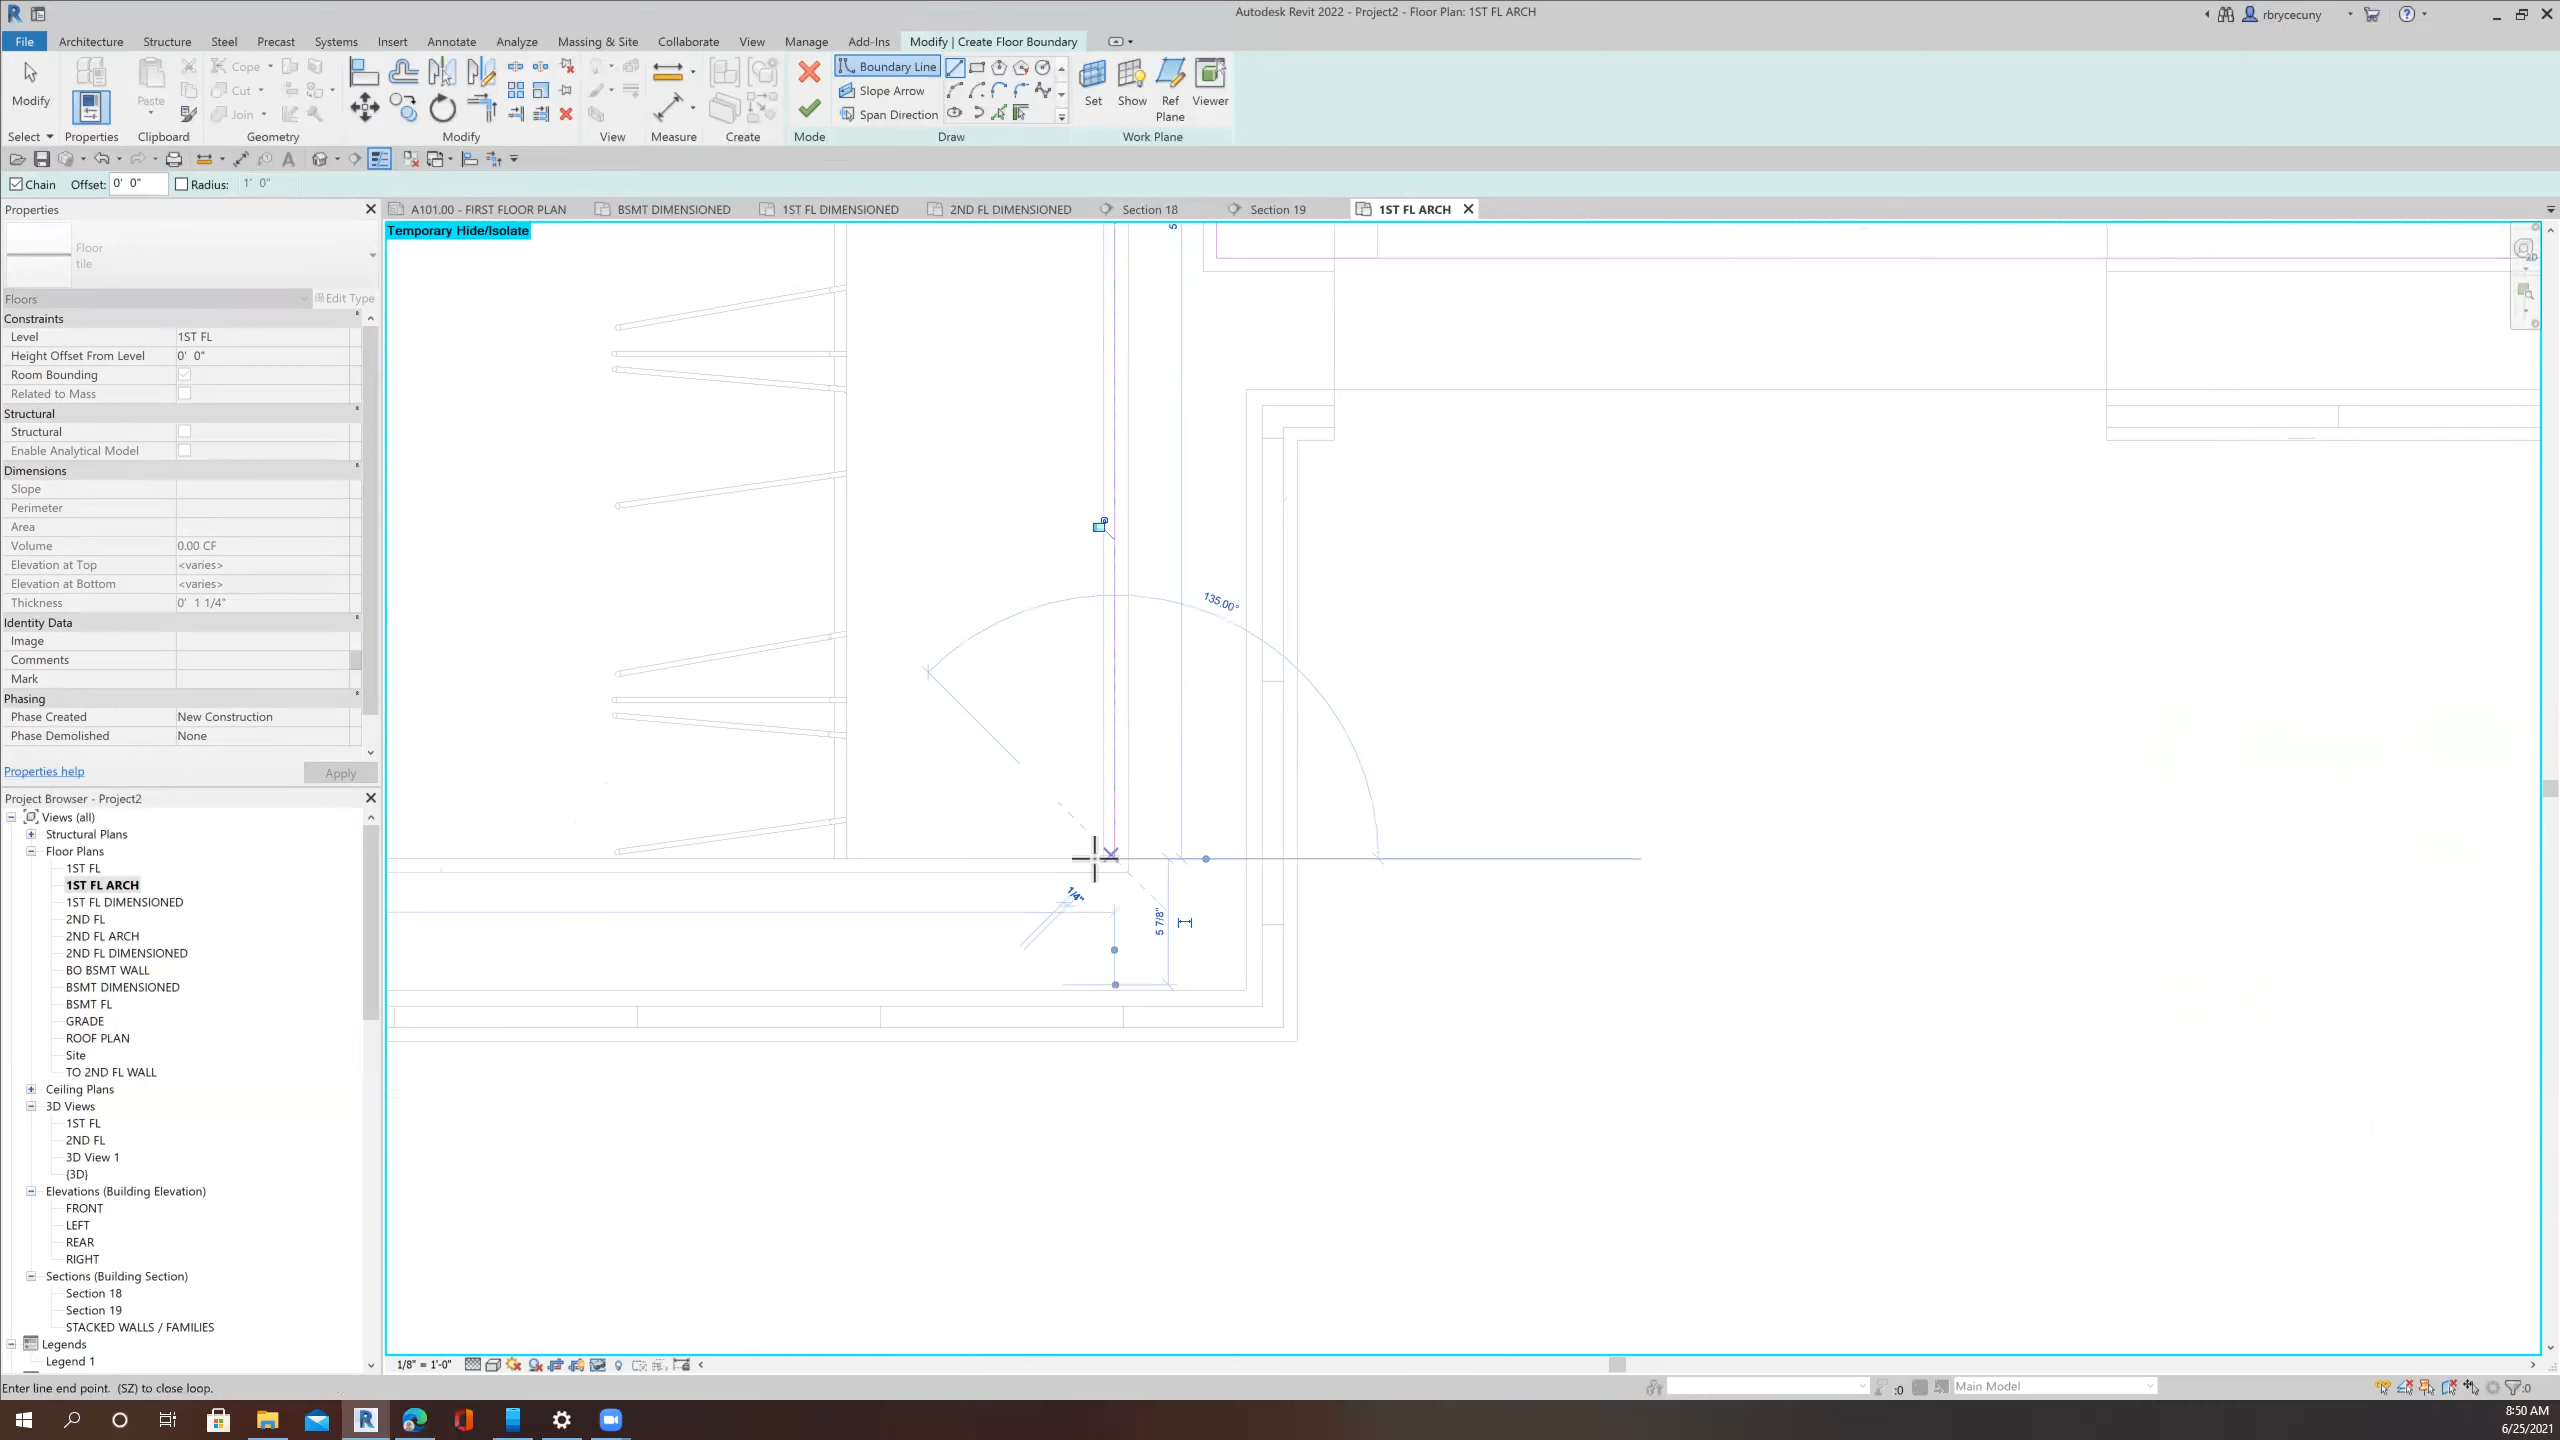 Autodesk Revit 2022 - Project2 - Floor Plan: 1ST FL ARCH
rbrycecuny
File Architecture Structure Steel Precast Systems Insert Annotate Analyze Massing & Site Collaborate View Manage Add-Ins Modify | Create Floor Boundary
Modify
Paste
Cope
Cut
Join
Boundary Line
Slope Arrow
Span Direction
Set Show Ref Plane Viewer
Select Properties Clipboard Geometry Modify View Measure Create Mode Draw Work Plane
Chain Offset: 0' 0" Radius: 1' 0"
Properties
A101.00 - FIRST FLOOR PLAN BSMT DIMENSIONED 1ST FL DIMENSIONED 2ND FL DIMENSIONED Section 18 Section 19 1ST FL ARCH
Temporary Hide/Isolate
Floor
tile
Floors Edit Type
Constraints
Level 1ST FL
Height Offset From Level 0' 0"
Room Bounding
Related to Mass
Structural
Structural
Enable Analytical Model
Dimensions
Slope
Perimeter
Area
Volume 0.00 CF
Elevation at Top <varies>
Elevation at Bottom <varies>
Thickness 0' 1 1/4"
Identity Data
Image
Comments
Mark
Phasing
Phase Created New Construction
Phase Demolished None
Properties help Apply
Project Browser - Project2
Views (all)
Structural Plans
Floor Plans
1ST FL
1ST FL ARCH
1ST FL DIMENSIONED
2ND FL
2ND FL ARCH
2ND FL DIMENSIONED
BO BSMT WALL
BSMT DIMENSIONED
BSMT FL
GRADE
ROOF PLAN
Site
TO 2ND FL WALL
Ceiling Plans
3D Views
1ST FL
2ND FL
3D View 1
{3D}
Elevations (Building Elevation)
FRONT
LEFT
REAR
RIGHT
Sections (Building Section)
Section 18
Section 19
STACKED WALLS / FAMILIES
Legends
Legend 1
5
135.00°
1/4"
5 7/8"
1/8" = 1'-0"
Enter line end point. (SZ) to close loop.
:0
Main Model
:0
8:50 AM
6/25/2021